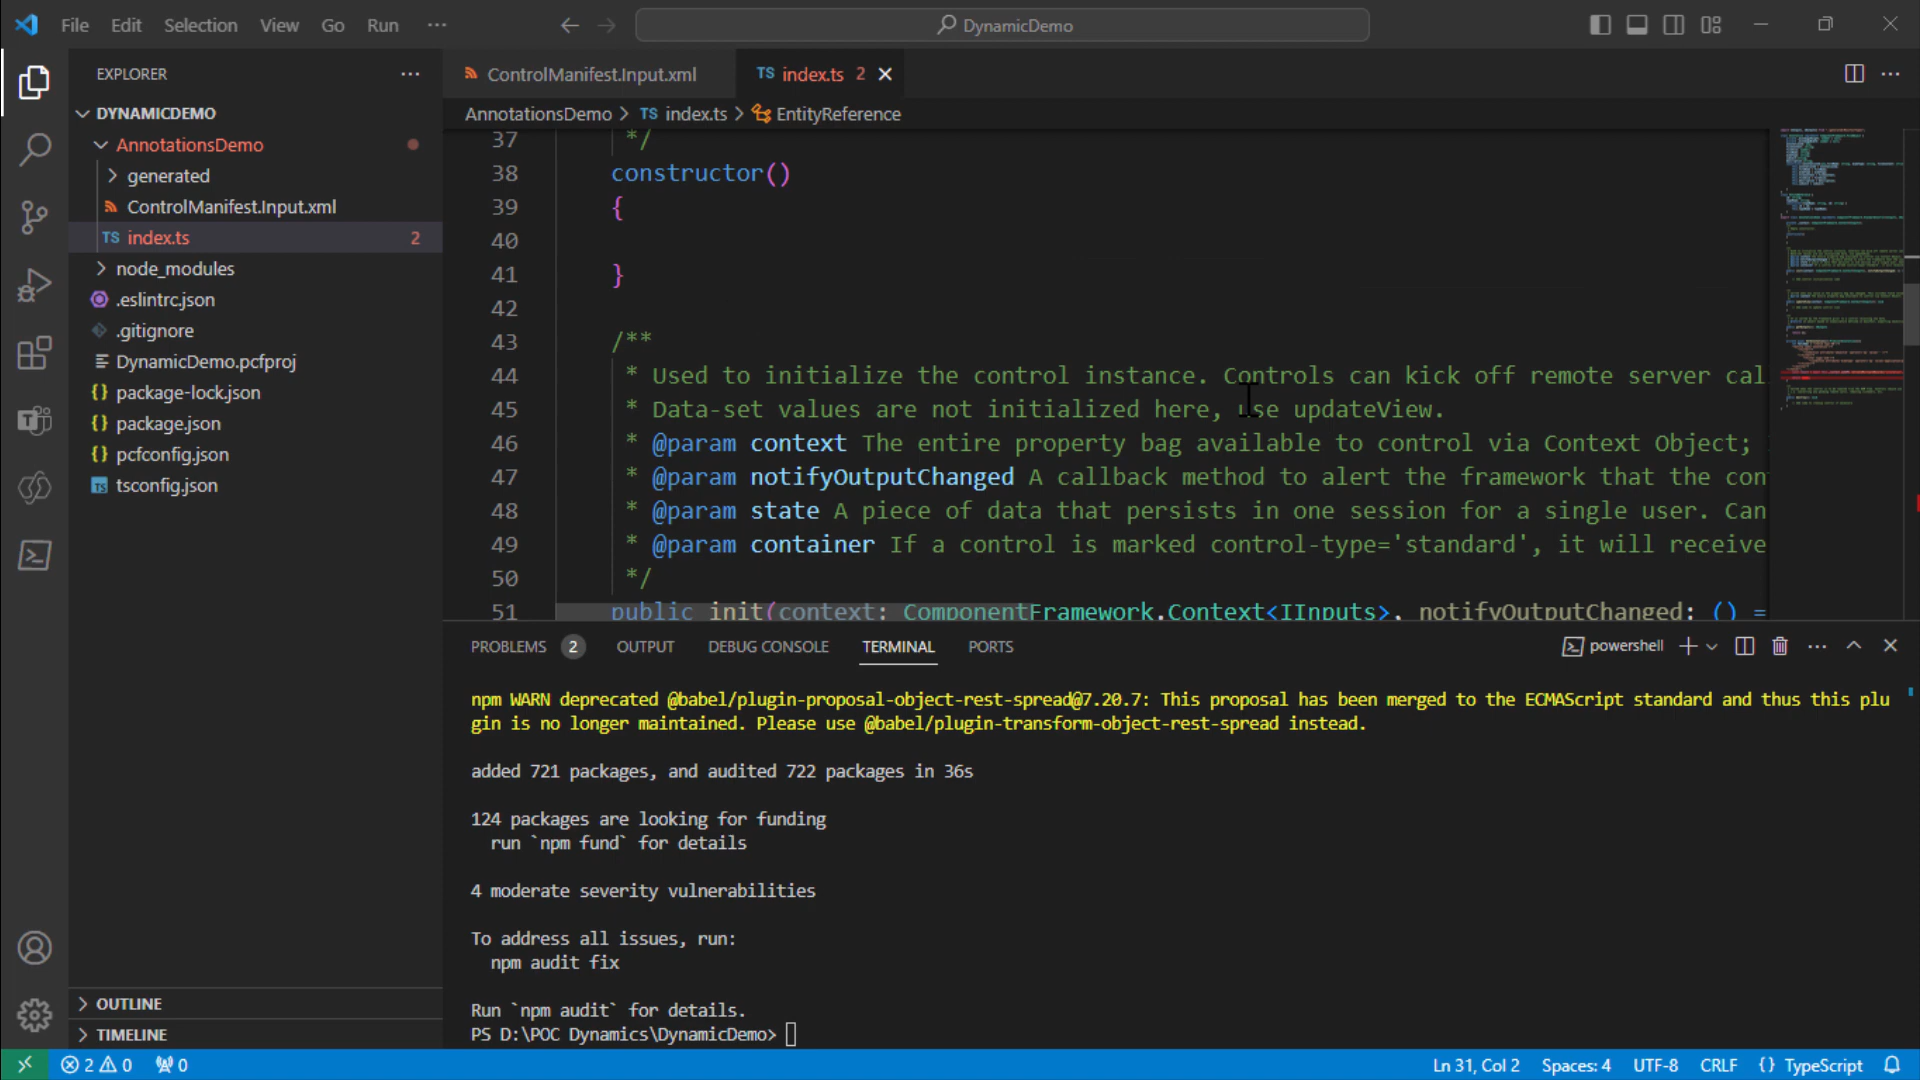 File Edit Selection View Go Run ···
DynamicDemo
EXPLORER
DYNAMICDEMO
AnnotationsDemo
generated
ControlManifest.Input.xml
TS index.ts 2
node_modules
.eslintrc.json
.gitignore
DynamicDemo.pcfproj
{} package-lock.json
{} package.json
{} pcfconfig.json
TS tsconfig.json
OUTLINE
TIMELINE
ControlManifest.Input.xml
TS index.ts 2
AnnotationsDemo > TS index.ts > EntityReference
37 */
38 constructor()
39 {
40
41 }
42
43 /**
44 * Used to initialize the control instance. Controls can kick off remote server cal
45 * Data-set values are not initialized here, use updateView.
46 * @param context The entire property bag available to control via Context Object;
47 * @param notifyOutputChanged A callback method to alert the framework that the con
48 * @param state A piece of data that persists in one session for a single user. Can
49 * @param container If a control is marked control-type='standard', it will receive
50 */
51 public init(context: ComponentFramework.Context<IInputs>, notifyOutputChanged: () =
PROBLEMS 2 OUTPUT DEBUG CONSOLE TERMINAL PORTS
powershell
npm WARN deprecated @babel/plugin-proposal-object-rest-spread@7.20.7: This proposal has been merged to the ECMAScript standard and thus this plu
gin is no longer maintained. Please use @babel/plugin-transform-object-rest-spread instead.
added 721 packages, and audited 722 packages in 36s
124 packages are looking for funding
run `npm fund` for details
4 moderate severity vulnerabilities
To address all issues, run:
npm audit fix
Run `npm audit` for details.
PS D:\POC Dynamics\DynamicDemo>
2 0 0
Ln 31, Col 2 Spaces: 4 UTF-8 CRLF {} TypeScript